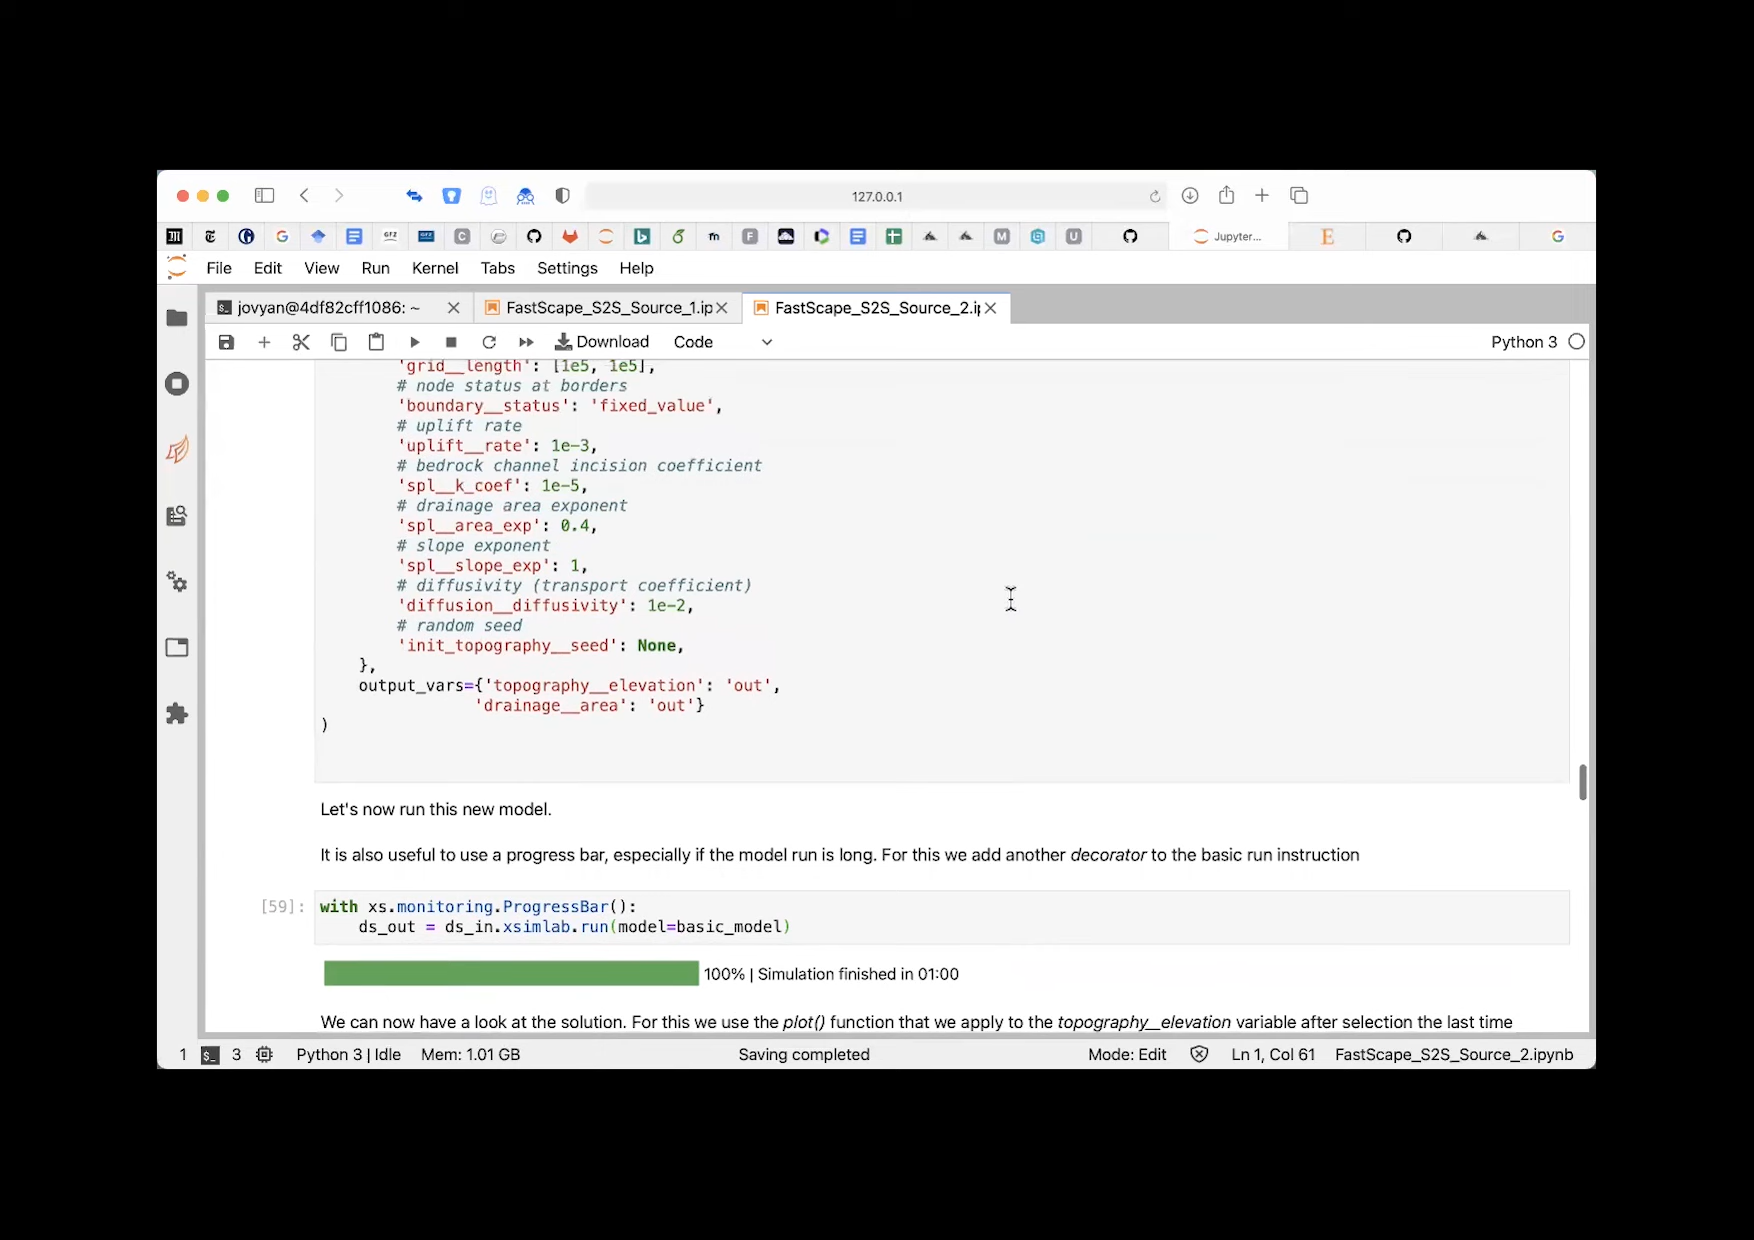 127.0.0.1
Jupyter...
File Edit View Run Kernel Tabs Settings Help
jovyan@4df82cff1086: ~
FastScape_S2S_Source_1.ip
FastScape_S2S_Source_2.i
Download Code Python 3
'grid__length': [1e5, 1e5],
# node status at borders
'boundary__status': 'fixed_value',
# uplift rate
'uplift__rate': 1e-3,
# bedrock channel incision coefficient
'spl__k_coef': 1e-5,
# drainage area exponent
'spl__area_exp': 0.4,
# slope exponent
'spl__slope_exp': 1,
# diffusivity (transport coefficient)
'diffusion__diffusivity': 1e-2,
# random seed
'init_topography__seed': None,
},
output_vars={'topography__elevation': 'out',
'drainage__area': 'out'}
)
Let's now run this new model.
It is also useful to use a progress bar, especially if the model run is long. For this we add another decorator to the basic run instruction
[59]: with xs.monitoring.ProgressBar():
ds_out = ds_in.xsimlab.run(model=basic_model)
100% | Simulation finished in 01:00
We can now have a look at the solution. For this we use the plot() function that we apply to the topography__elevation variable after selection the last time
1 3 Python 3 | Idle Mem: 1.01 GB Saving completed Mode: Edit Ln 1, Col 61 FastScape_S2S_Source_2.ipynb